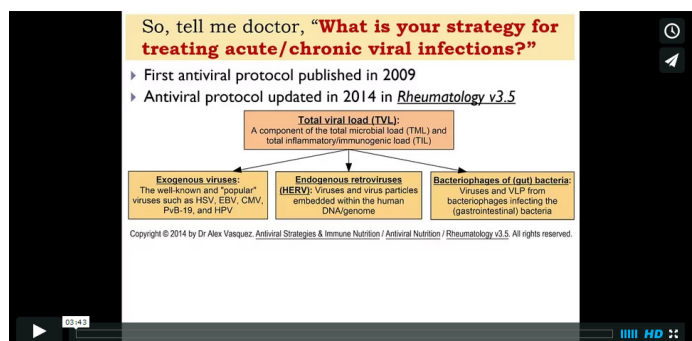 So, tell me doctor, “What is your strategy for
treating acute/chronic viral infections?”
First antiviral protocol published in 2009
Antiviral protocol updated in 2014 in Rheumatology v3.5
Total viral load (TVL):
A component of the total microbial load (TML) and
total inflammatory/immunogenic load (TIL)
Exogenous viruses:
The well-known and "popular"
viruses such as HSV, EBV, CMV,
PvB-19, and HPV
Endogenous retroviruses
(HERV): Viruses and virus particles
embedded within the human
DNA/genome
Bacteriophages of (gut) bacteria:
Viruses and VLP from
bacteriophages infecting the
(gastrointestinal) bacteria
Copyright © 2014 by Dr Alex Vasquez. Antiviral Strategies & Immune Nutrition / Antiviral Nutrition / Rheumatology v3.5. All rights reserved.
03:43
HD